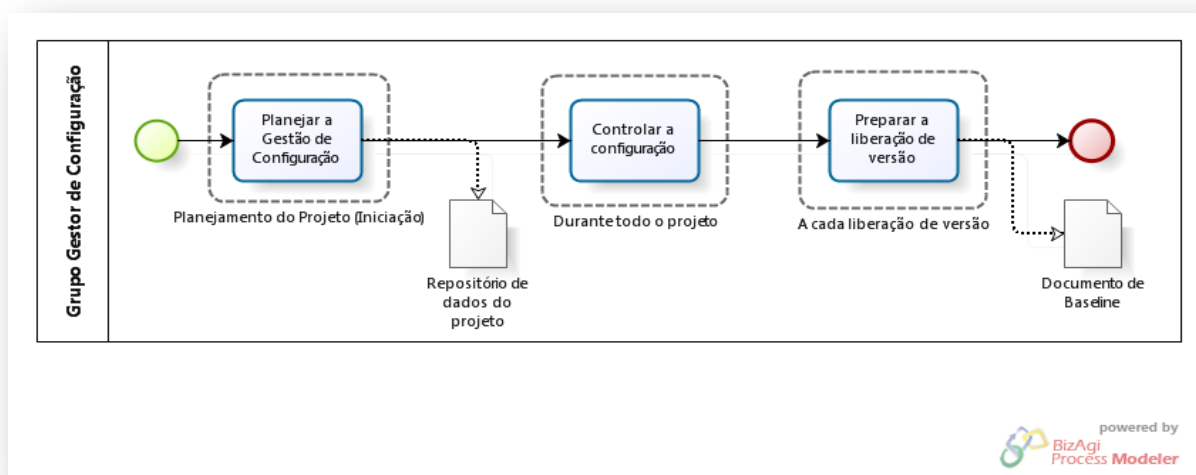 Grupo Gestor de Configuração
Planejar a
Gestão de
Configuração
Planejamento do Projeto (Iniciação)
Repositório de
dados do
projeto
Controlar a
configuração
Durante todo o projeto
Preparar a
liberação de
versão
A cada liberação de versão
Documento de
Baseline
powered by
BizAgi
Process Modeler